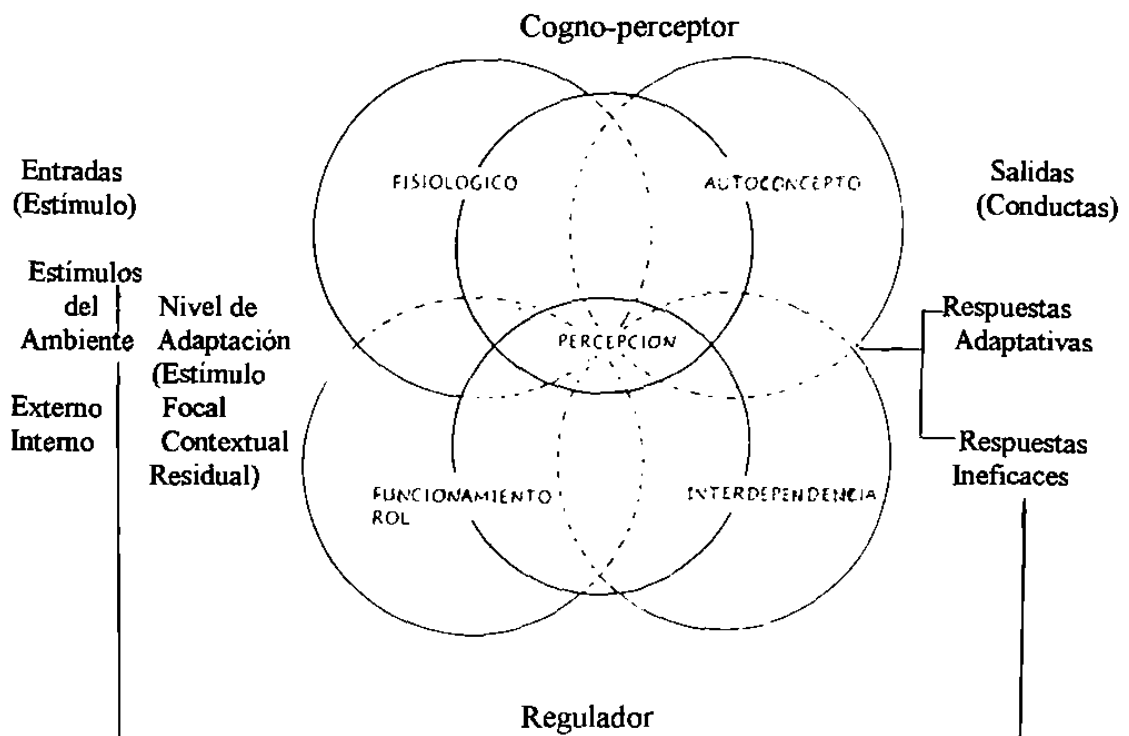 Cogno-perceptor
Entradas
(Estímulo)
Estímulos
del
Ambiente
Externo
Interno
Nivel de
Adaptación
(Estímulo
Focal
Contextual
Residual)
FISIOLOGICO
AUTOCONCEPTO
PERCEPCION
FUNCIONAMIENTO
ROL
INTERDEPENDENCIA
Salidas
(Conductas)
Respuestas
Adaptativas
Respuestas
Ineficaces
Regulador